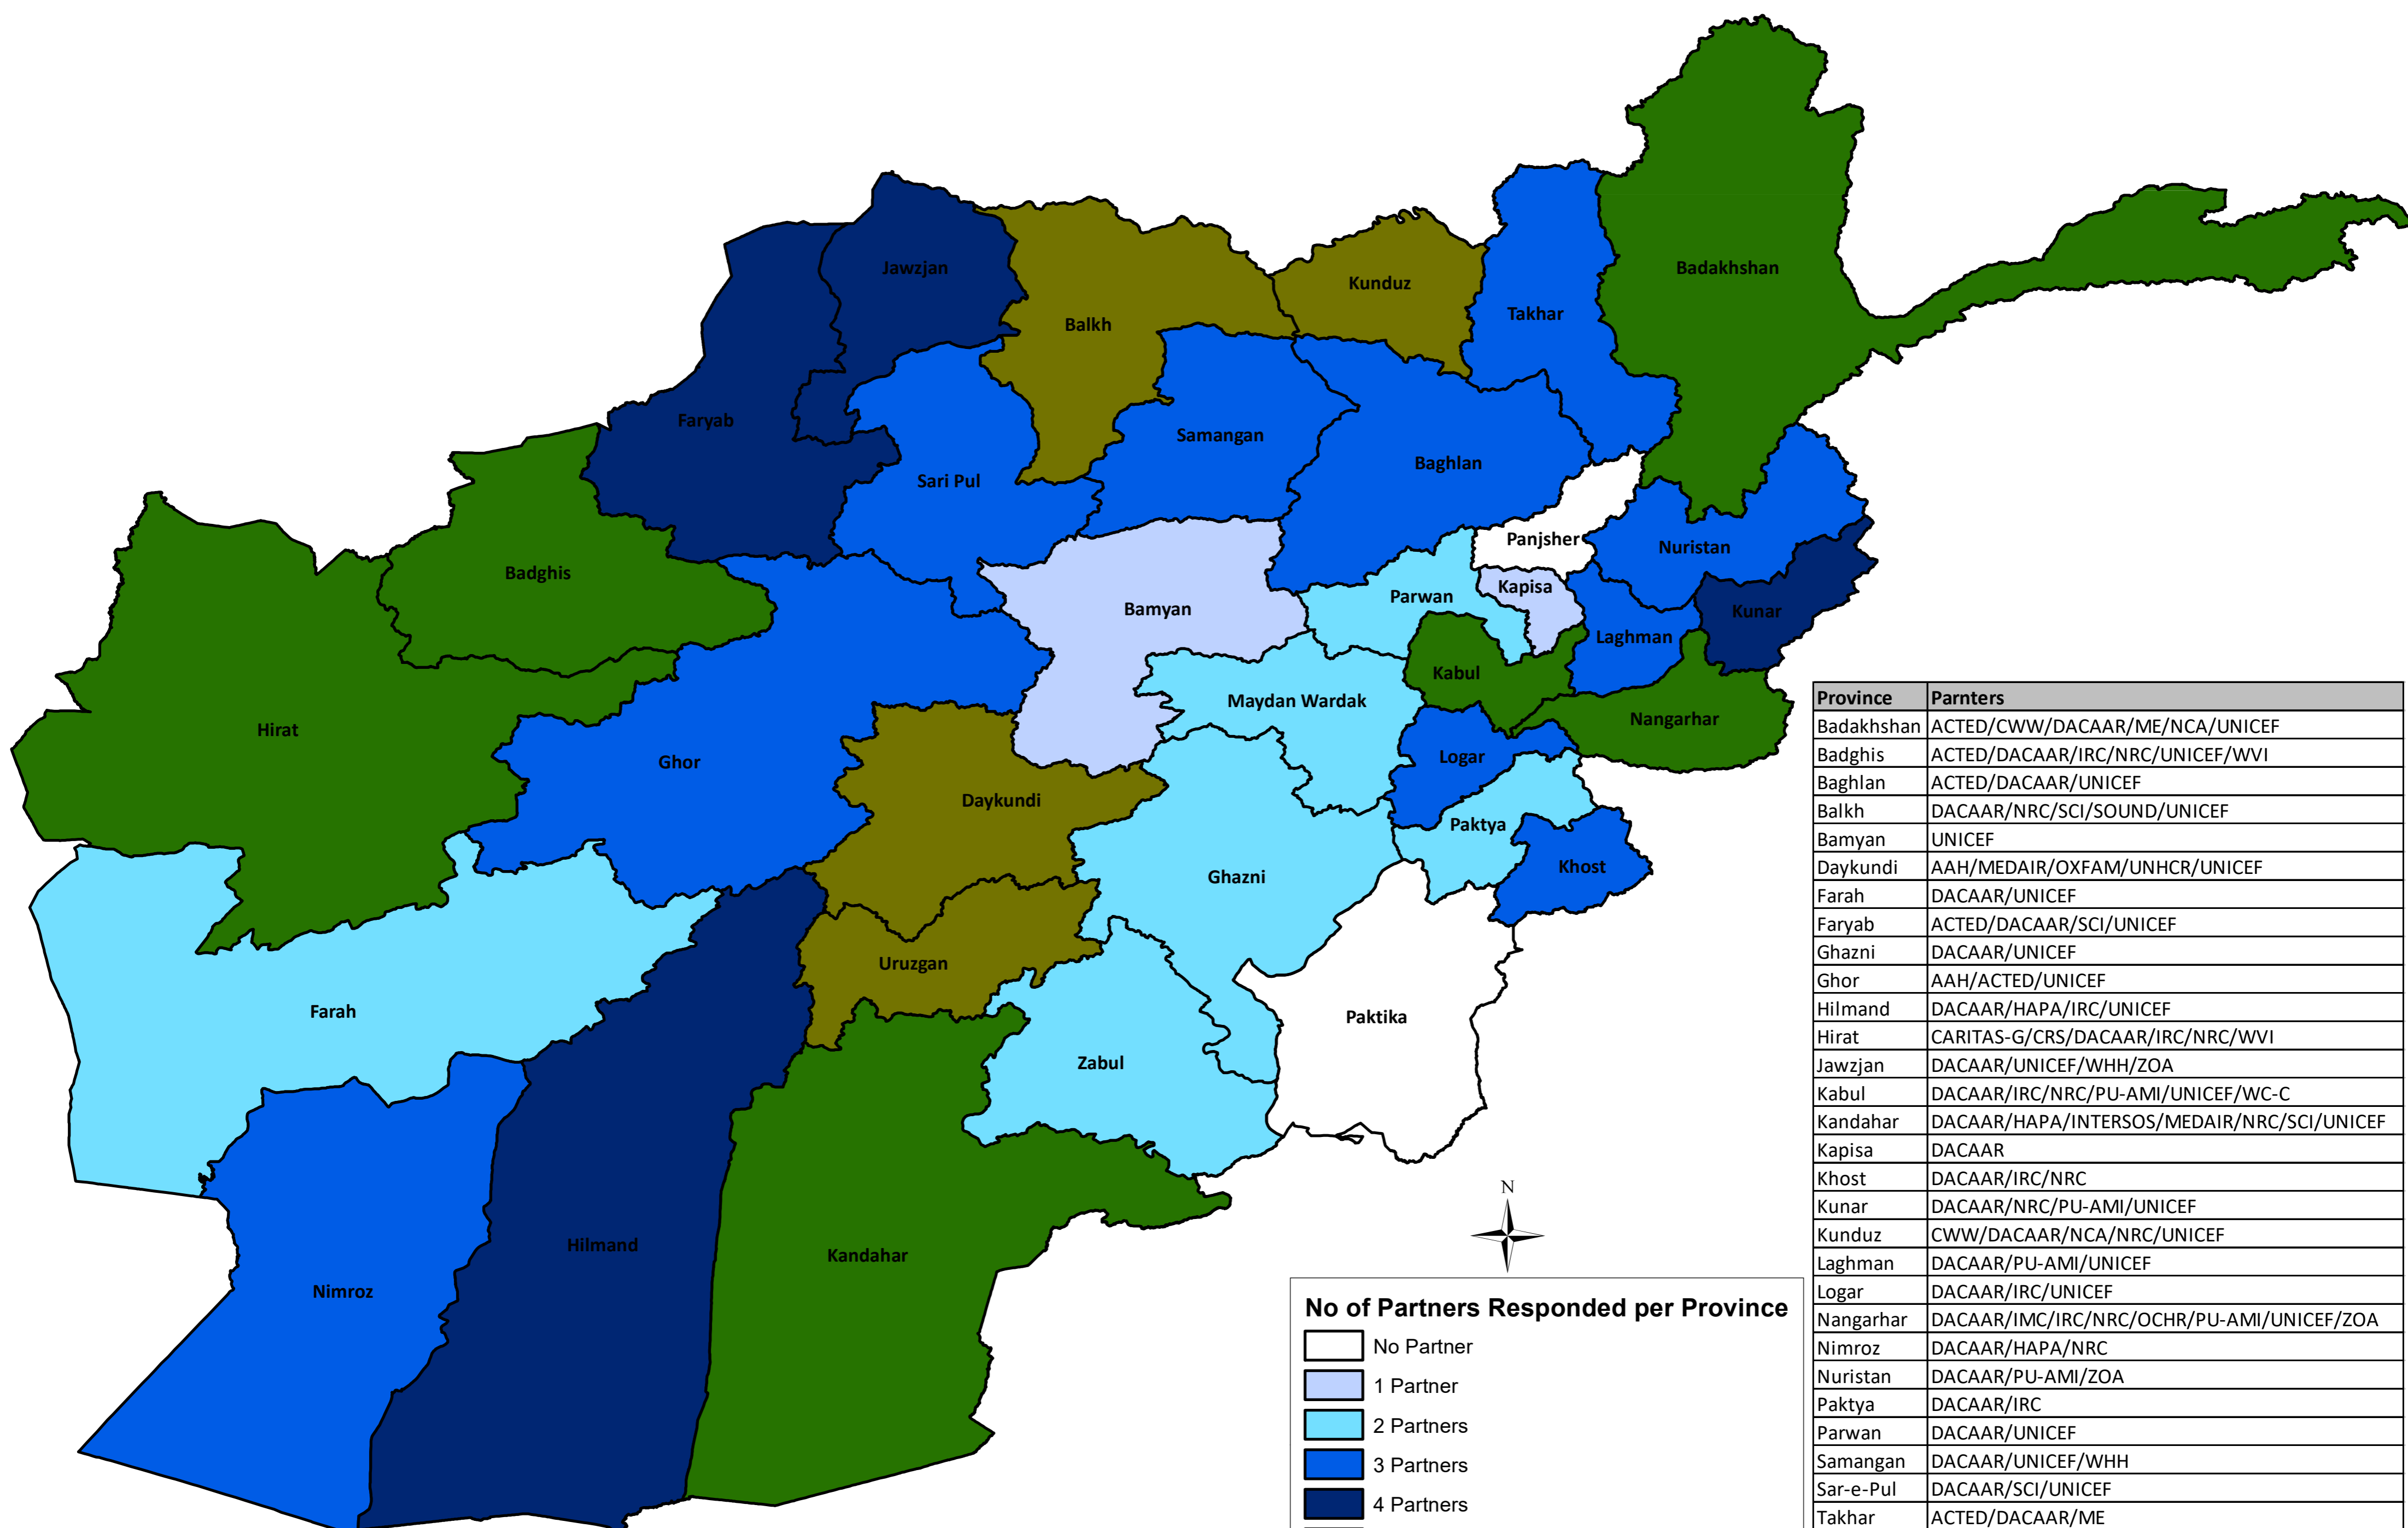 Badakhshan
Jawzjan
Kunduz
Takhar
Balkh
Faryab
Samangan
Baghlan
Sari Pul
Panjsher
Nuristan
Badghis
Kapisa
Parwan
Bamyan
Kunar
Laghman
Kabul
Maydan Wardak
Nangarhar
Hirat
Logar
Ghor
Daykundi
Paktya
Khost
Ghazni
Uruzgan
Farah
Paktika
Zabul
Hilmand
Kandahar
Nimroz
N
No of Partners Responded per Province
No Partner
1 Partner
2 Partners
3 Partners
4 Partners
Province Parnters
Badakhshan ACTED/CWW/DACAAR/ME/NCA/UNICEF
Badghis ACTED/DACAAR/IRC/NRC/UNICEF/WVI
Baghlan ACTED/DACAAR/UNICEF
Balkh DACAAR/NRC/SCI/SOUND/UNICEF
Bamyan UNICEF
Daykundi AAH/MEDAIR/OXFAM/UNHCR/UNICEF
Farah DACAAR/UNICEF
Faryab ACTED/DACAAR/SCI/UNICEF
Ghazni DACAAR/UNICEF
Ghor AAH/ACTED/UNICEF
Hilmand DACAAR/HAPA/IRC/UNICEF
Hirat CARITAS-G/CRS/DACAAR/IRC/NRC/WVI
Jawzjan DACAAR/UNICEF/WHH/ZOA
Kabul DACAAR/IRC/NRC/PU-AMI/UNICEF/WC-C
Kandahar DACAAR/HAPA/INTERSOS/MEDAIR/NRC/SCI/UNICEF
Kapisa DACAAR
Khost DACAAR/IRC/NRC
Kunar DACAAR/NRC/PU-AMI/UNICEF
Kunduz CWW/DACAAR/NCA/NRC/UNICEF
Laghman DACAAR/PU-AMI/UNICEF
Logar DACAAR/IRC/UNICEF
Nangarhar DACAAR/IMC/IRC/NRC/OCHR/PU-AMI/UNICEF/ZOA
Nimroz DACAAR/HAPA/NRC
Nuristan DACAAR/PU-AMI/ZOA
Paktya DACAAR/IRC
Parwan DACAAR/UNICEF
Samangan DACAAR/UNICEF/WHH
Sar-e-Pul DACAAR/SCI/UNICEF
Takhar ACTED/DACAAR/ME